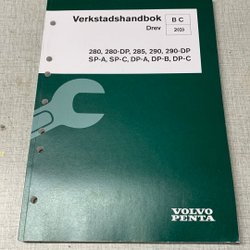 Verkstadshandbok
Drev
B C
2(0)
280, 280-DP, 285, 290, 290-DP
SP-A, SP-C, DP-A, DP-B, DP-C
VOLVO
PENTA